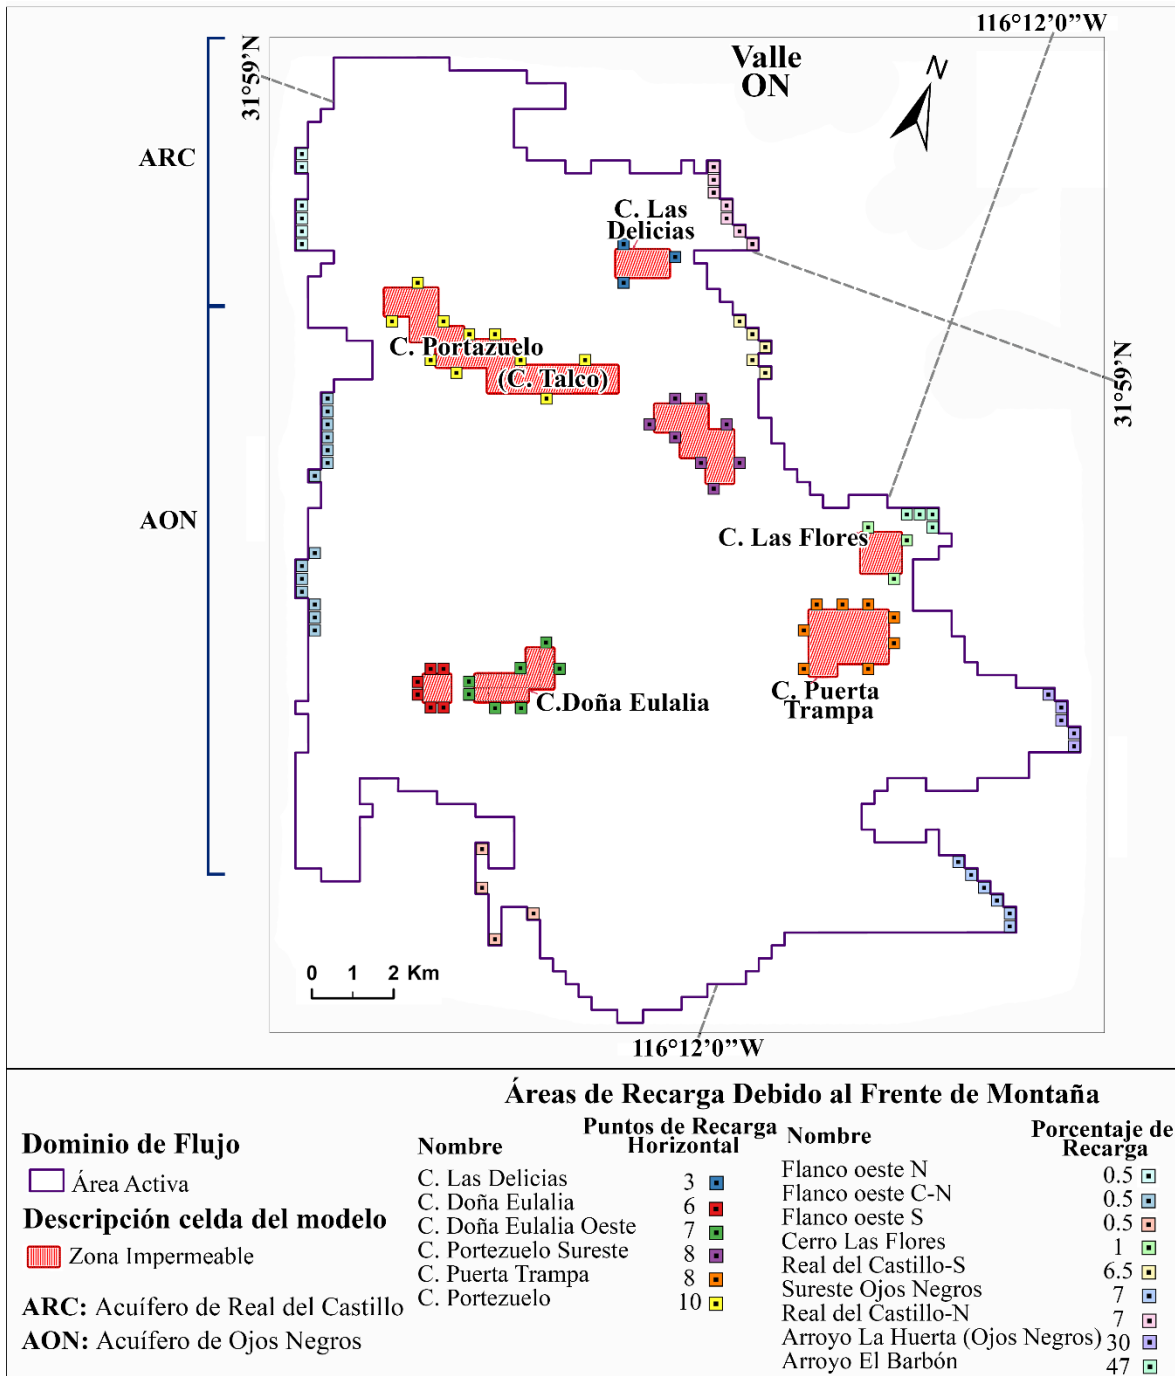 116°12’0’’W
Valle
ON
31°59’N
N
ARC
C. Las
Delicias
C. Portazuelo
(C. Talco)
31°59’N
AON
C. Las Flores
C. Puerta
Trampa
C.Doña Eulalia
0 1 2 Km
116°12’0’’W
Áreas de Recarga Debido al Frente de Montaña
Dominio de Flujo
Área Activa
Descripción celda del modelo
Zona Impermeable
ARC: Acuífero de Real del Castillo
AON: Acuífero de Ojos Negros
Nombre Puntos de Recarga Horizontal
C. Las Delicias 3
C. Doña Eulalia 6
C. Doña Eulalia Oeste 7
C. Portezuelo Sureste 8
C. Puerta Trampa 8
C. Portezuelo 10
Nombre Porcentaje de Recarga
Flanco oeste N 0.5
Flanco oeste C-N 0.5
Flanco oeste S 0.5
Cerro Las Flores 1
Real del Castillo-S 6.5
Sureste Ojos Negros 7
Real del Castillo-N 7
Arroyo La Huerta (Ojos Negros) 30
Arroyo El Barbón 47